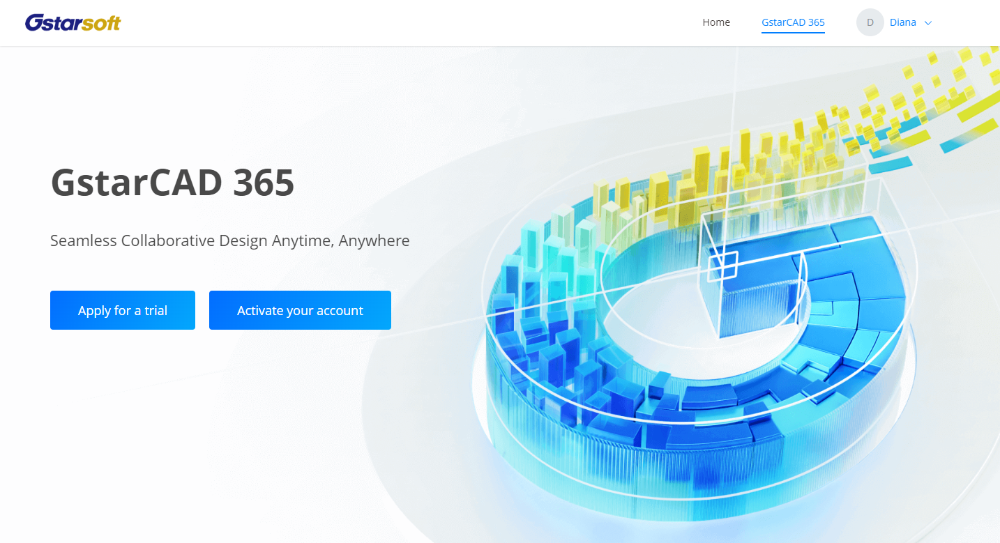 Gstarsoft
Home
GstarCAD 365
D
Diana
GstarCAD 365
Seamless Collaborative Design Anytime, Anywhere
Apply for a trial
Activate your account